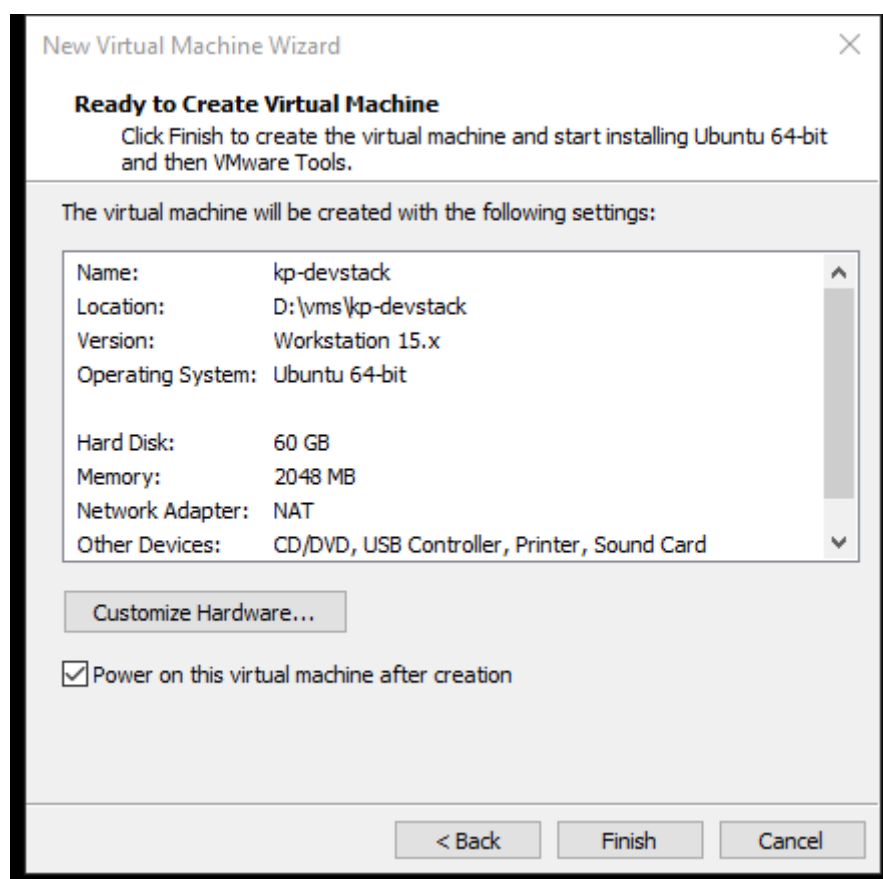 New Virtual Machine Wizard
Ready to Create Virtual Machine
Click Finish to create the virtual machine and start installing Ubuntu 64-bit
and then VMware Tools.
The virtual machine will be created with the following settings:
Name: kp-devstack
Location: D:\vms\kp-devstack
Version: Workstation 15.x
Operating System: Ubuntu 64-bit
Hard Disk: 60 GB
Memory: 2048 MB
Network Adapter: NAT
Other Devices: CD/DVD, USB Controller, Printer, Sound Card
Customize Hardware...
Power on this virtual machine after creation
< Back Finish Cancel